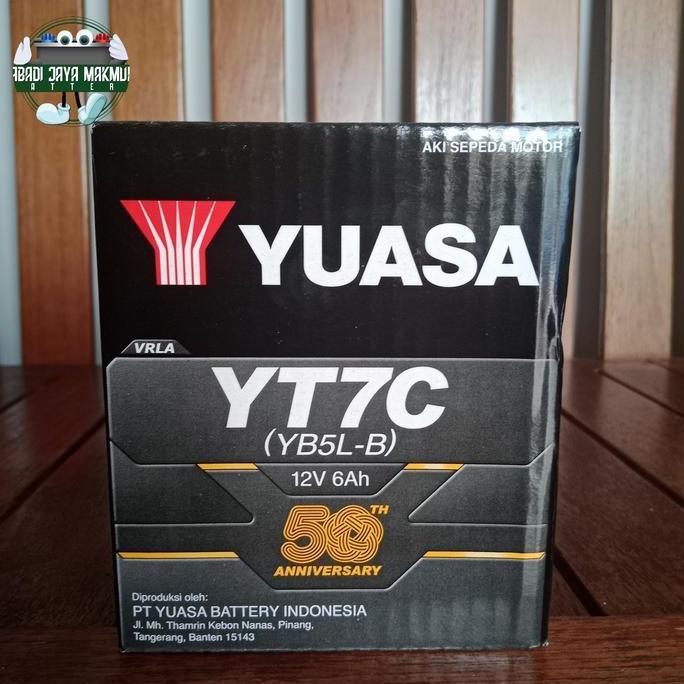 ABADI JAYA MAKMUR
BATTERY
AKI SEPEDA MOTOR
YUASA
VRLA
YT7C
(YB5L-B)
12V 6Ah
50TH
ANNIVERSARY
Diproduksi oleh:
PT YUASA BATTERY INDONESIA
Jl. Mh. Thamrin Kebon Nanas, Pinang,
Tangerang, Banten 15143